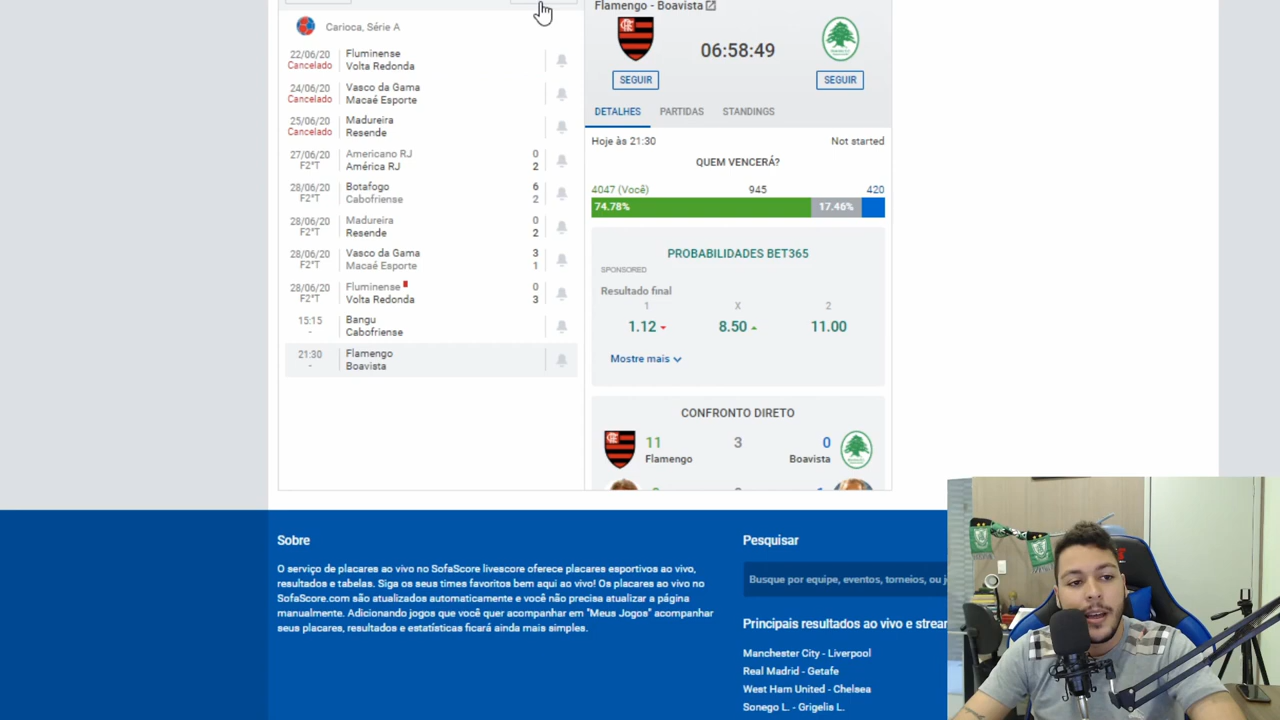 Carioca, Série A
22/06/20 Fluminense
Cancelado Volta Redonda
24/06/20 Vasco da Gama
Cancelado Macaé Esporte
25/06/20 Madureira
Cancelado Resende
27/06/20 Americano RJ 0
F2°T América RJ 2
28/06/20 Botafogo 6
F2°T Cabofriense 2
28/06/20 Madureira 0
F2°T Resende 2
28/06/20 Vasco da Gama 3
F2°T Macaé Esporte 1
28/06/20 Fluminense 0
F2°T Volta Redonda 3
15:15 Bangu
- Cabofriense
21:30 Flamengo
- Boavista
Flamengo - Boavista
06:58:49
SEGUIR SEGUIR
DETALHES PARTIDAS STANDINGS
Hoje às 21:30 Not started
QUEM VENCERÁ?
4047 (Você) 945 420
74.78% 17.46%
PROBABILIDADES BET365
SPONSORED
Resultado final
1 X 2
1.12 8.50 11.00
Mostre mais
CONFRONTO DIRETO
11 3 0
Flamengo Boavista
Sobre
O serviço de placares ao vivo no SofaScore livescore oferece placares esportivos ao vivo,
resultados e tabelas. Siga os seus times favoritos bem aqui ao vivo! Os placares ao vivo no
SofaScore.com são atualizados automaticamente e você não precisa atualizar a página
manualmente. Adicionando jogos que você quer acompanhar em "Meus Jogos" acompanhar
seus placares, resultados e estatísticas ficará ainda mais simples.
Pesquisar
Busque por equipe, eventos, torneios, ou
Principais resultados ao vivo e
Manchester City - Liverpool
Real Madrid - Getafe
West Ham United - Chelsea
Sonego L. - Grigelis L.